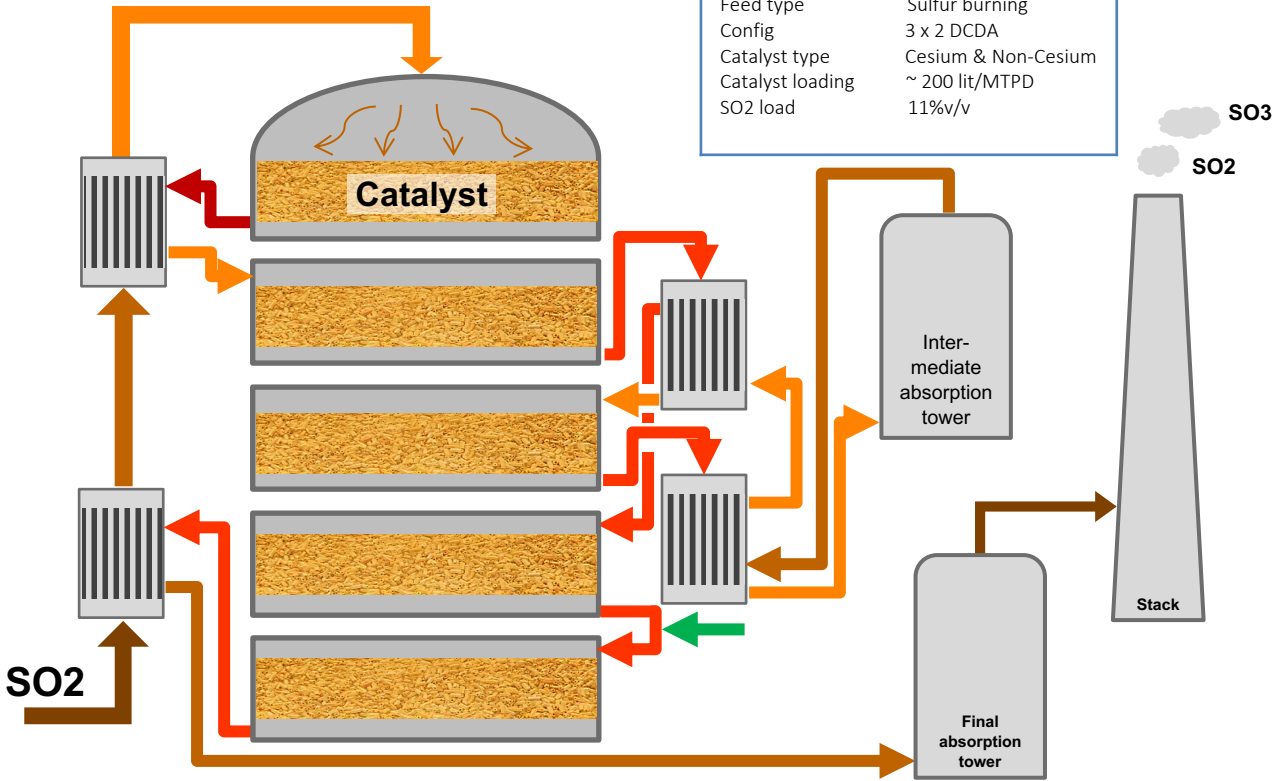 Feed type Sulfur burning
Config 3 x 2 DCDA
Catalyst type Cesium & Non-Cesium
Catalyst loading ~ 200 lit/MTPD
SO2 load 11%v/v
SO3
SO2
Catalyst
Inter-
mediate
absorption
tower
Stack
SO2
Final
absorption
tower